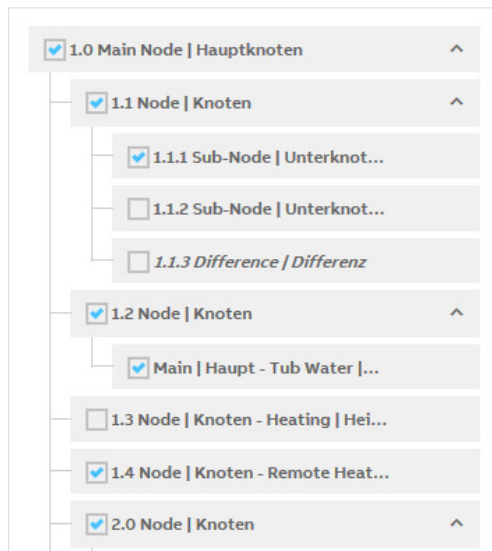 1.0 Main Node | Hauptknoten
1.1 Node | Knoten
1.1.1 Sub-Node | Unterknot...
1.1.2 Sub-Node | Unterknot...
1.1.3 Difference | Differenz
1.2 Node | Knoten
Main | Haupt - Tub Water |...
1.3 Node | Knoten - Heating | Hei...
1.4 Node | Knoten - Remote Heat...
2.0 Node | Knoten